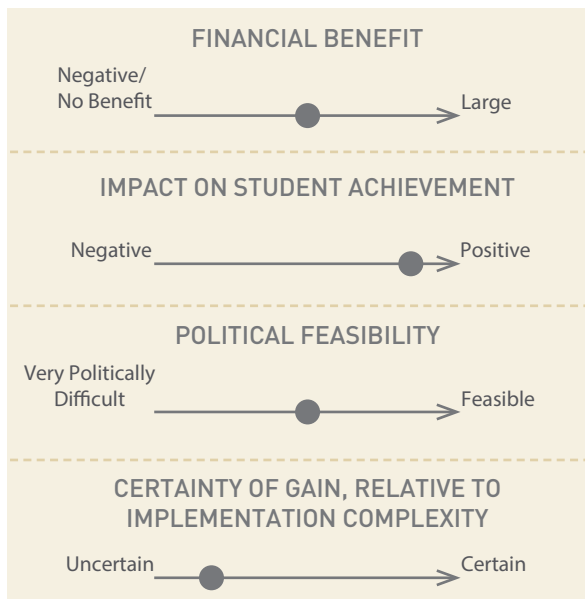 FINANCIAL BENEFIT
Negative/
No Benefit
Large
IMPACT ON STUDENT ACHIEVEMENT
Negative
Positive
POLITICAL FEASIBILITY
Very Politically
Difficult
Feasible
CERTAINTY OF GAIN, RELATIVE TO
IMPLEMENTATION COMPLEXITY
Uncertain
Certain